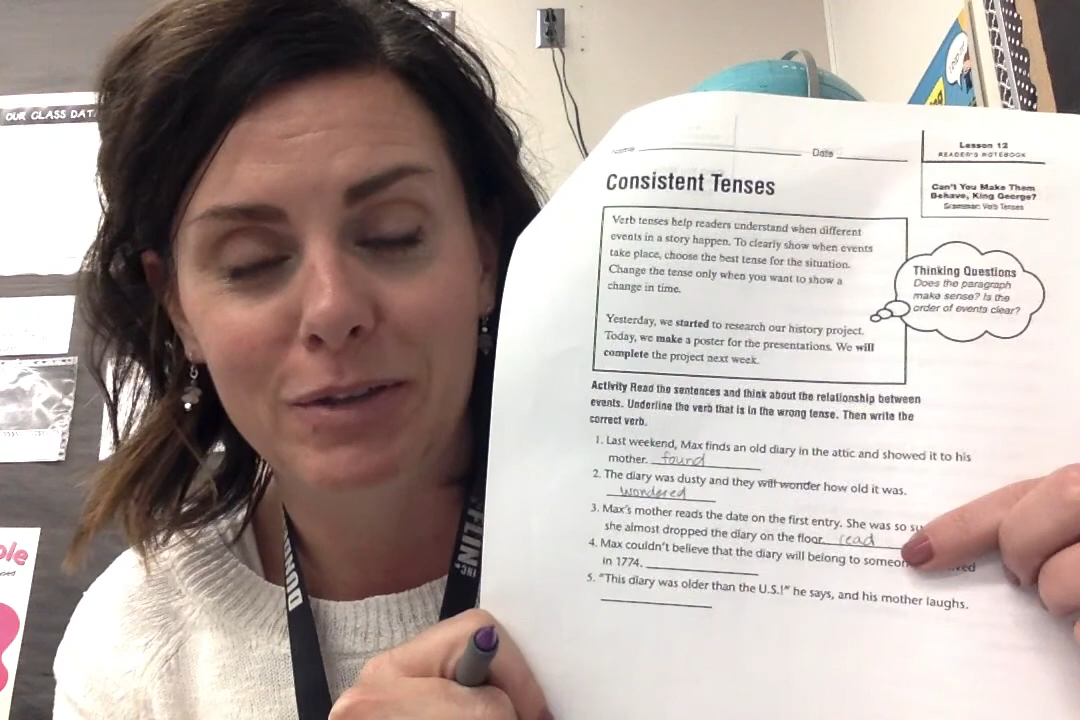 OUR CLASS DATA
Date
Lesson 12
READER'S NOTEBOOK
Consistent Tenses
Can't You Make Them
Behave, King George?
Grammar: Verb Tenses
Verb tenses help readers understand when different
events in a story happen. To clearly show when events
take place, choose the best tense for the situation.
Change the tense only when you want to show a
change in time.
Yesterday, we started to research our history project.
Today, we make a poster for the presentations. We will
complete the project next week.
Thinking Questions
Does the paragraph
make sense? Is the
order of events clear?
Activity Read the sentences and think about the relationship between
events. Underline the verb that is in the wrong tense. Then write the
correct verb.
1. Last weekend, Max finds an old diary in the attic and showed it to his
mother. found
2. The diary was dusty and they will wonder how old it was.
wondered
3. Max's mother reads the date on the first entry. She was so su
she almost dropped the diary on the floor. read
4. Max couldn't believe that the diary will belong to someon
in 1774.
5. "This diary was older than the U.S.!" he says, and his mother laughs.
FFLIN,
INC
DUND